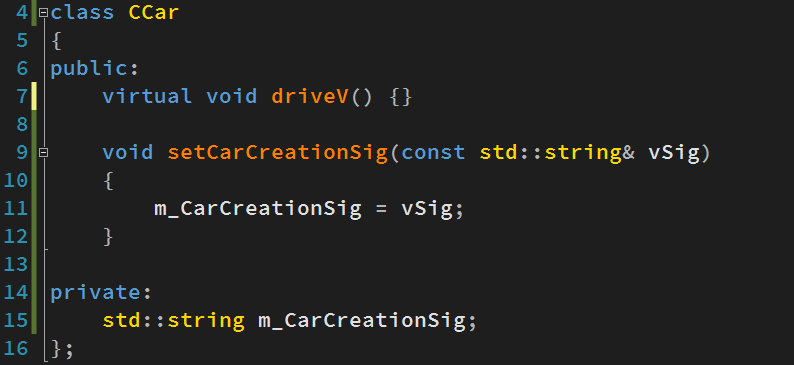 4 class CCar
5 {
6 public:
7     virtual void driveV() {}
8
9     void setCarCreationSig(const std::string& vSig)
10     {
11         m_CarCreationSig = vSig;
12     }
13
14 private:
15     std::string m_CarCreationSig;
16 };